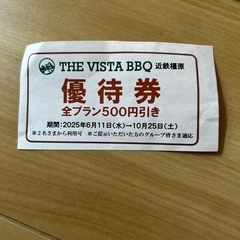 THE VISTA BBQ 近鉄橿原
優待券
全プラン500円引き
期間:2025年6月11日(水)→10月25日(土)
※2名さまから利用可 ※ご提示いただいた方のグループ皆さま適応